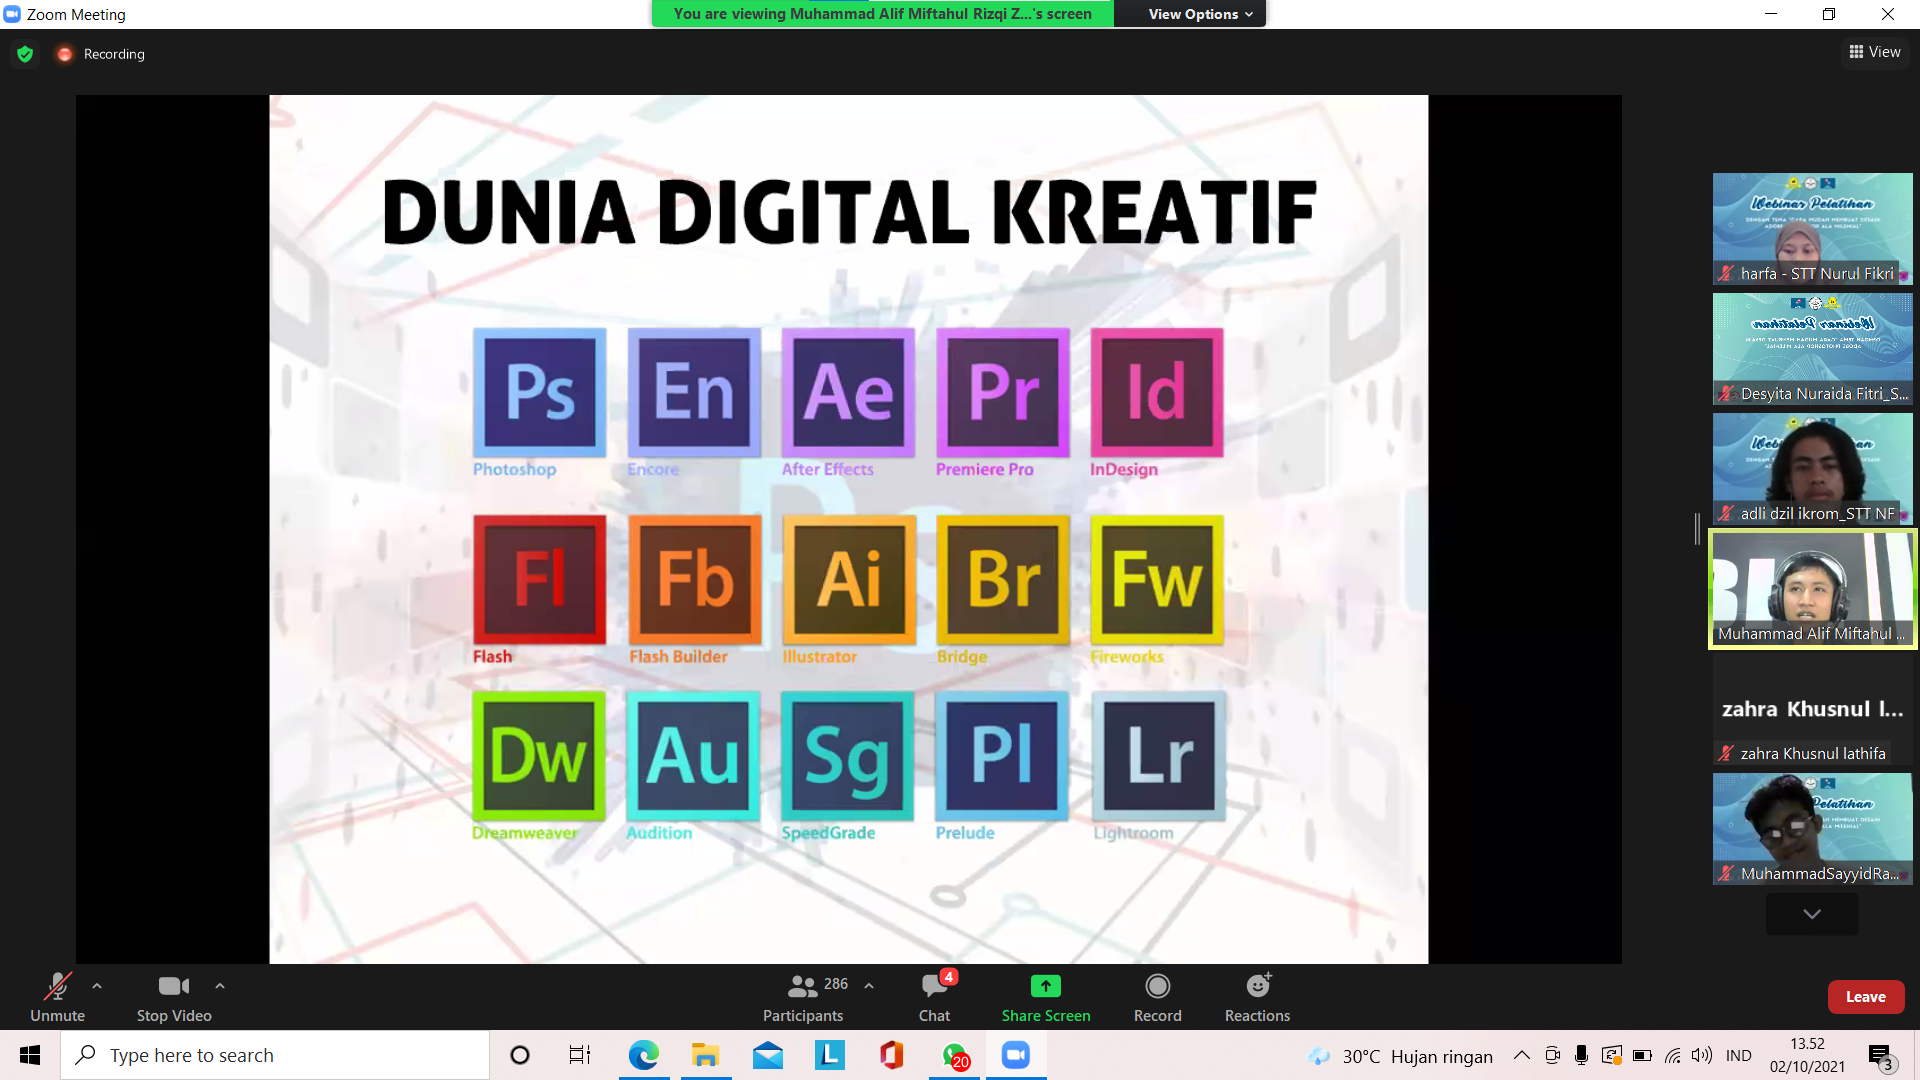 Zoom Meeting
You are viewing Muhammad Alif Miftahul Rizqi Z...'s screen
View Options
Recording
View
DUNIA DIGITAL KREATIF
Ps
En
Ae
Pr
Id
Photoshop
Encore
After Effects
Premiere Pro
InDesign
Fl
Fb
Ai
Br
Fw
Flash
Flash Builder
Illustrator
Bridge
Fireworks
Dw
Au
Sg
Pl
Lr
Dreamweaver
Audition
SpeedGrade
Prelude
Lightroom
Webinar Pelatihan
harfa - STT Nurul Fikri
Webinar Pelatihan
Desyita Nuraida Fitri_S...
adli dzil ikrom_STT NF
Muhammad Alif Miftahul ...
zahra Khusnul l...
zahra Khusnul lathifa
Pelatihan
MuhammadSayyidRa...
Unmute
Stop Video
286
Participants
4
Chat
Share Screen
Record
Reactions
Leave
Type here to search
L
20
30°C Hujan ringan
IND
13.52
02/10/2021
3